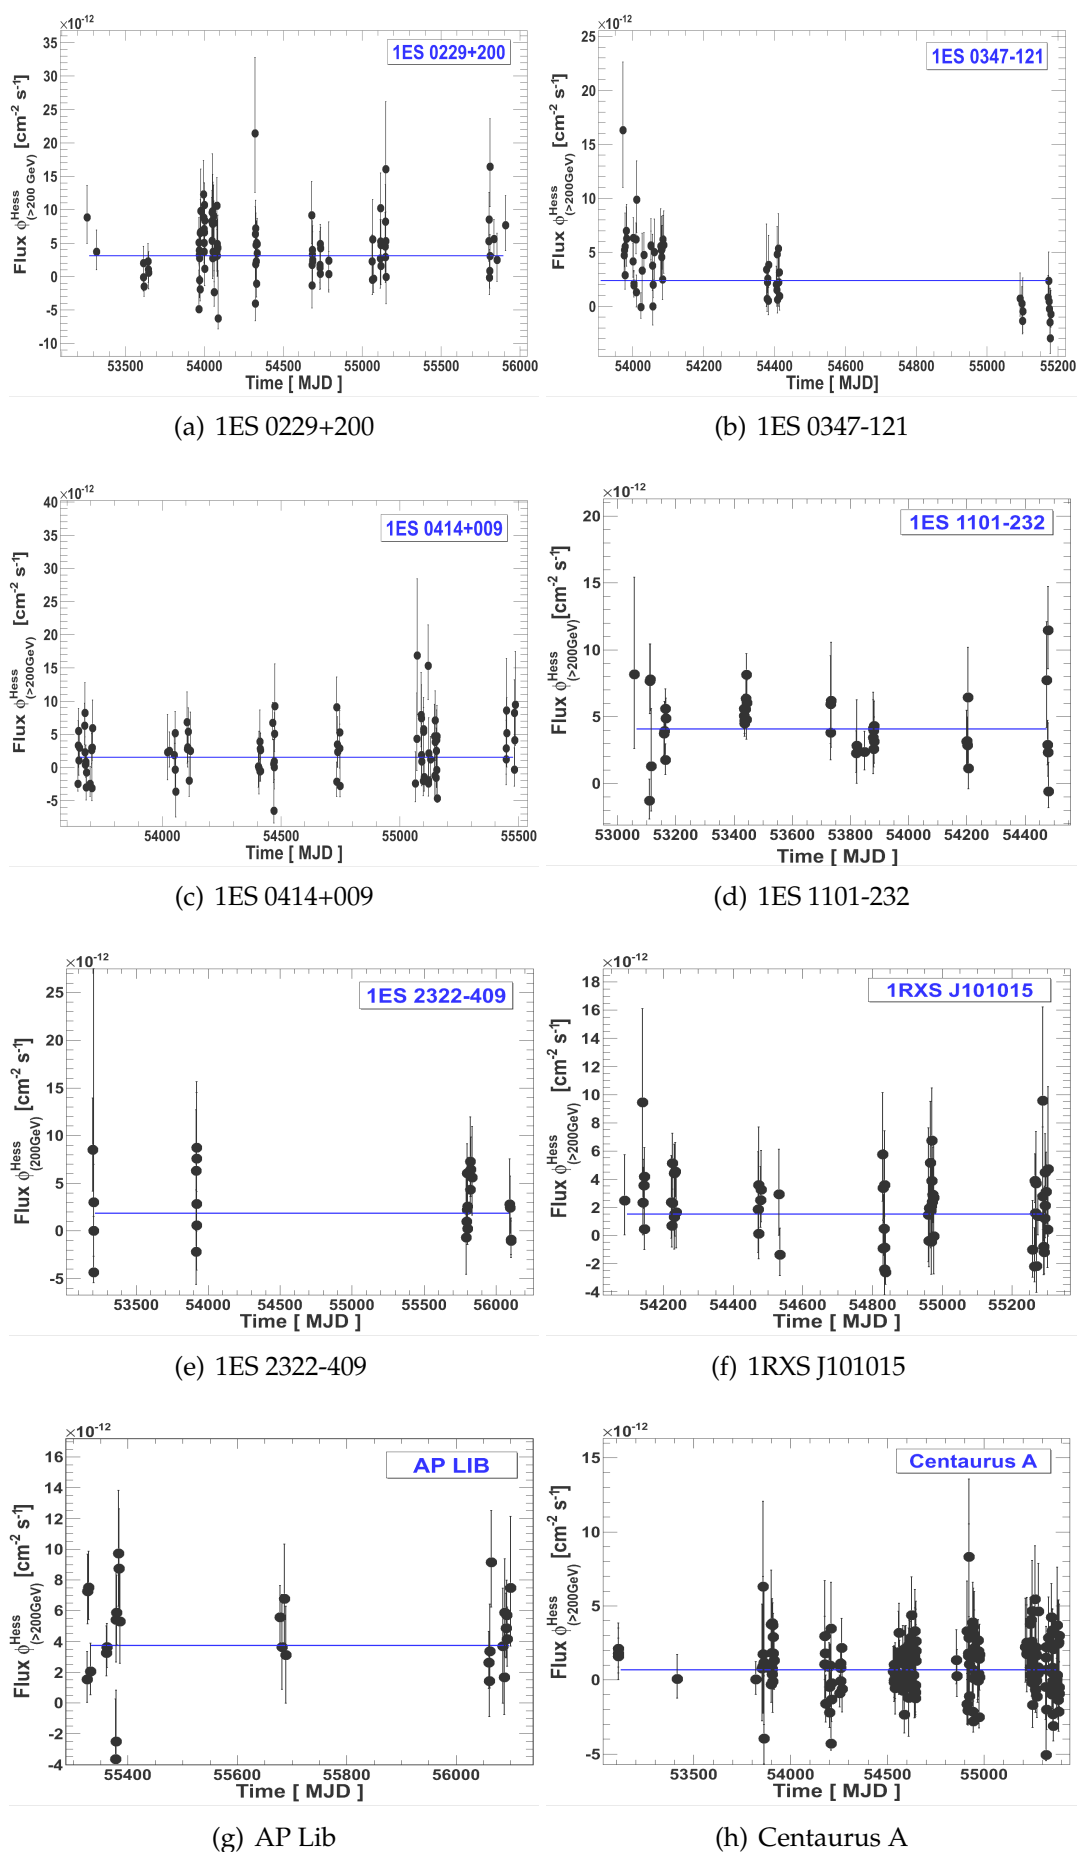 ×10⁻¹²
1ES 0229+200
Flux ϕ^Hess_(>200 GeV) [cm⁻² s⁻¹]
35
30
25
20
15
10
5
0
-5
-10
53500 54000 54500 55000 55500 56000
Time [ MJD ]
(a) 1ES 0229+200
×10⁻¹²
1ES 0347-121
Flux ϕ^Hess_(>200GeV) [cm⁻² s⁻¹]
25
20
15
10
5
0
54000 54200 54400 54600 54800 55000 55200
Time [MJD]
(b) 1ES 0347-121
×10⁻¹²
1ES 0414+009
Flux ϕ^Hess_(>200GeV) [cm⁻² s⁻¹]
40
35
30
25
20
15
10
5
0
-5
54000 54500 55000 55500
Time [ MJD ]
(c) 1ES 0414+009
×10⁻¹²
1ES 1101-232
Flux ϕ^Hess_(>200GeV) [cm⁻² s⁻¹]
20
15
10
5
0
53000 53200 53400 53600 53800 54000 54200 54400
Time [ MJD ]
(d) 1ES 1101-232
×10⁻¹²
1ES 2322-409
Flux ϕ^Hess_(200GeV) [cm⁻² s⁻¹]
25
20
15
10
5
0
-5
53500 54000 54500 55000 55500 56000
Time [ MJD ]
(e) 1ES 2322-409
×10⁻¹²
1RXS J101015
Flux ϕ^Hess_(>200GeV) [cm⁻² s⁻¹]
18
16
14
12
10
8
6
4
2
0
-2
-4
54200 54400 54600 54800 55000 55200
Time [ MJD ]
(f) 1RXS J101015
×10⁻¹²
AP LIB
Flux ϕ^Hess_(>200GeV) [cm⁻² s⁻¹]
16
14
12
10
8
6
4
2
0
-2
-4
55400 55600 55800 56000
Time [ MJD ]
(g) AP Lib
×10⁻¹²
Centaurus A
Flux ϕ^Hess_(>200GeV) [cm⁻² s⁻¹]
15
10
5
0
-5
53500 54000 54500 55000
Time [ MJD ]
(h) Centaurus A